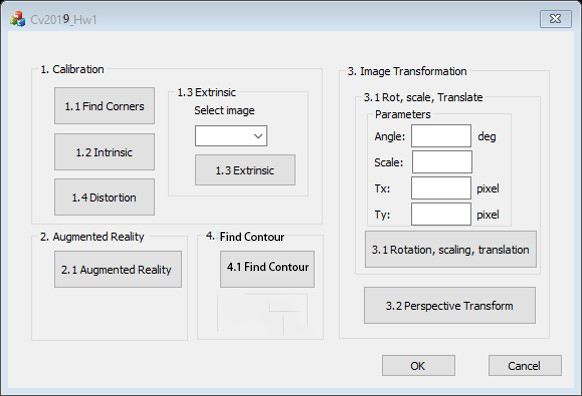 Cv2019_Hw1
1. Calibration
1.1 Find Corners
1.2 Intrinsic
1.4 Distortion
1.3 Extrinsic
Select image
1.3 Extrinsic
2. Augmented Reality
2.1 Augmented Reality
4. Find Contour
4.1 Find Contour
3. Image Transformation
3.1 Rot, scale, Translate
Parameters
Angle: deg
Scale:
Tx: pixel
Ty: pixel
3.1 Rotation, scaling, translation
3.2 Perspective Transform
OK Cancel